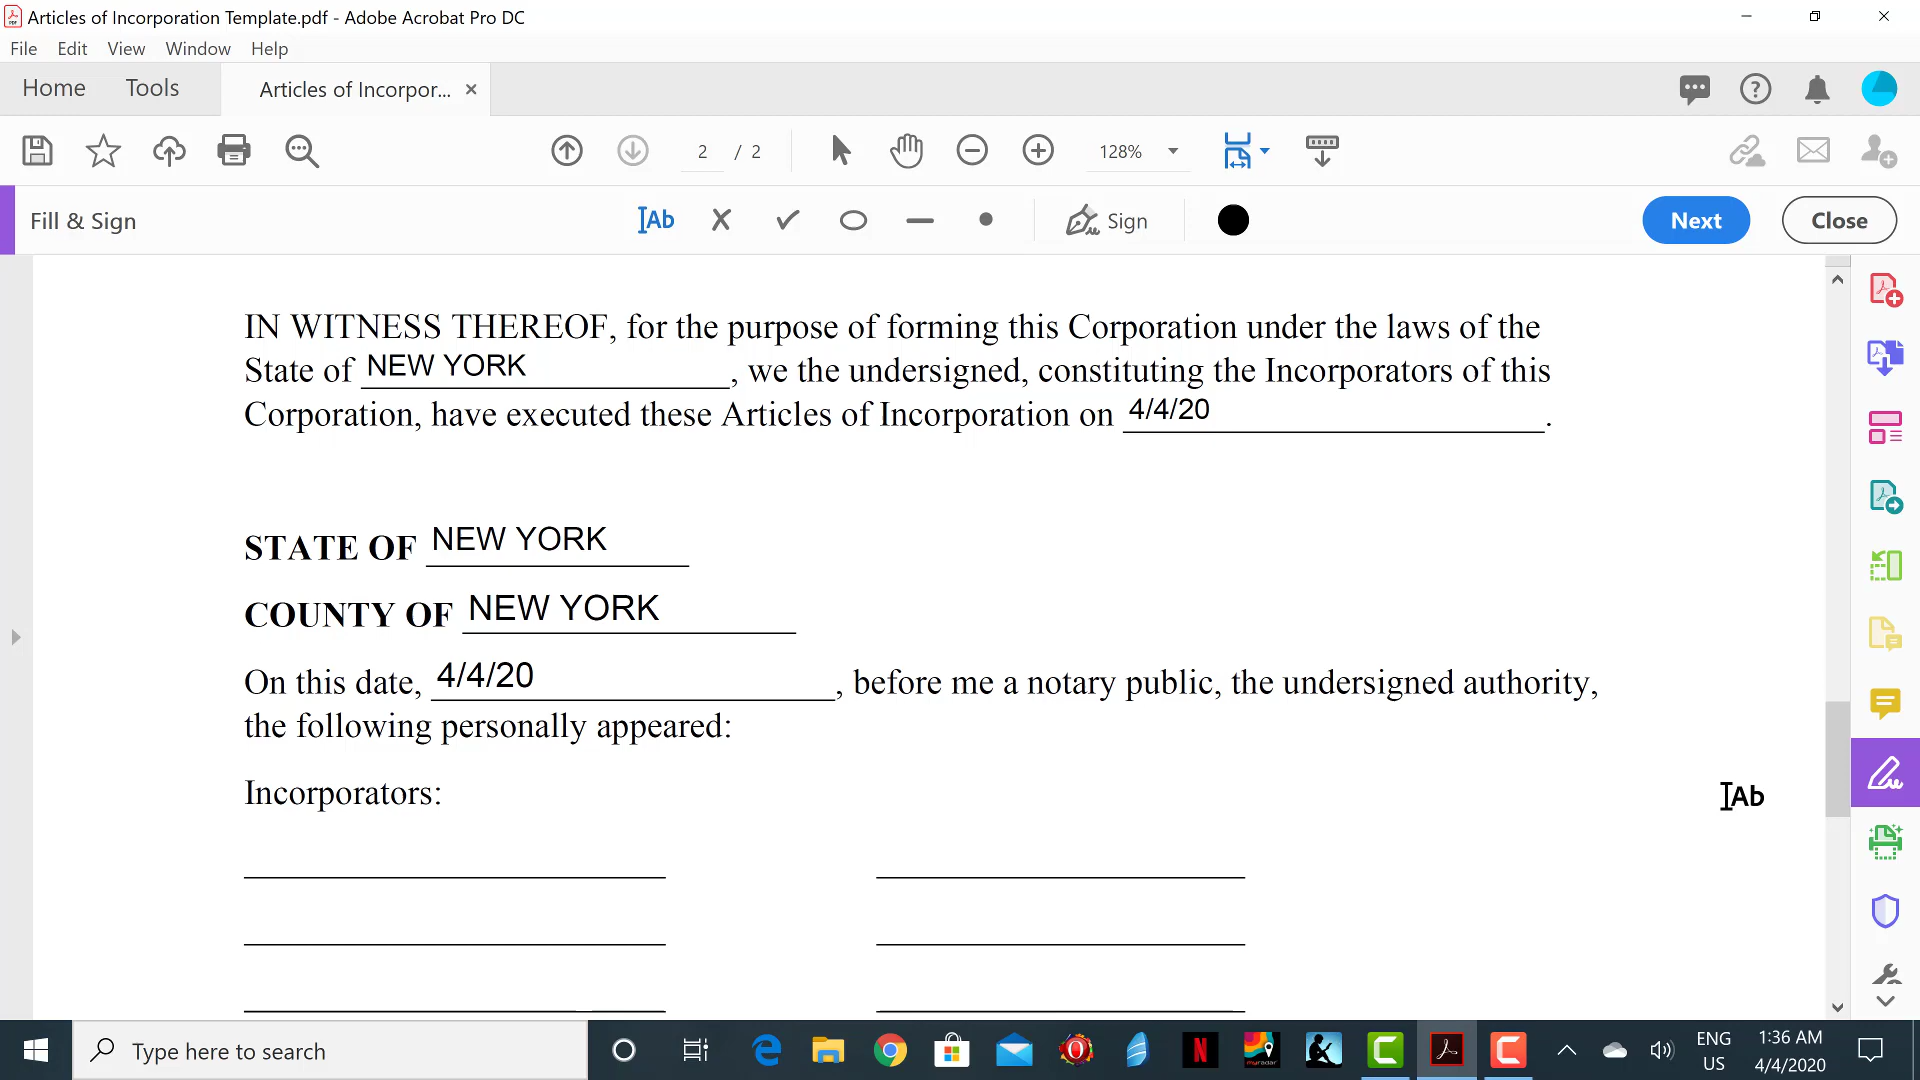 Articles of Incorporation Template.pdf - Adobe Acrobat Pro DC
File Edit View Window Help
Home Tools Articles of Incorpor... ×
2 / 2 128%
Fill & Sign Ab Sign Next Close
IN WITNESS THEREOF, for the purpose of forming this Corporation under the laws of the
State of NEW YORK, we the undersigned, constituting the Incorporators of this
Corporation, have executed these Articles of Incorporation on 4/4/20.
STATE OF NEW YORK
COUNTY OF NEW YORK
On this date, 4/4/20, before me a notary public, the undersigned authority,
the following personally appeared:
Incorporators:
Ab
Type here to search
ENG
US
1:36 AM
4/4/2020